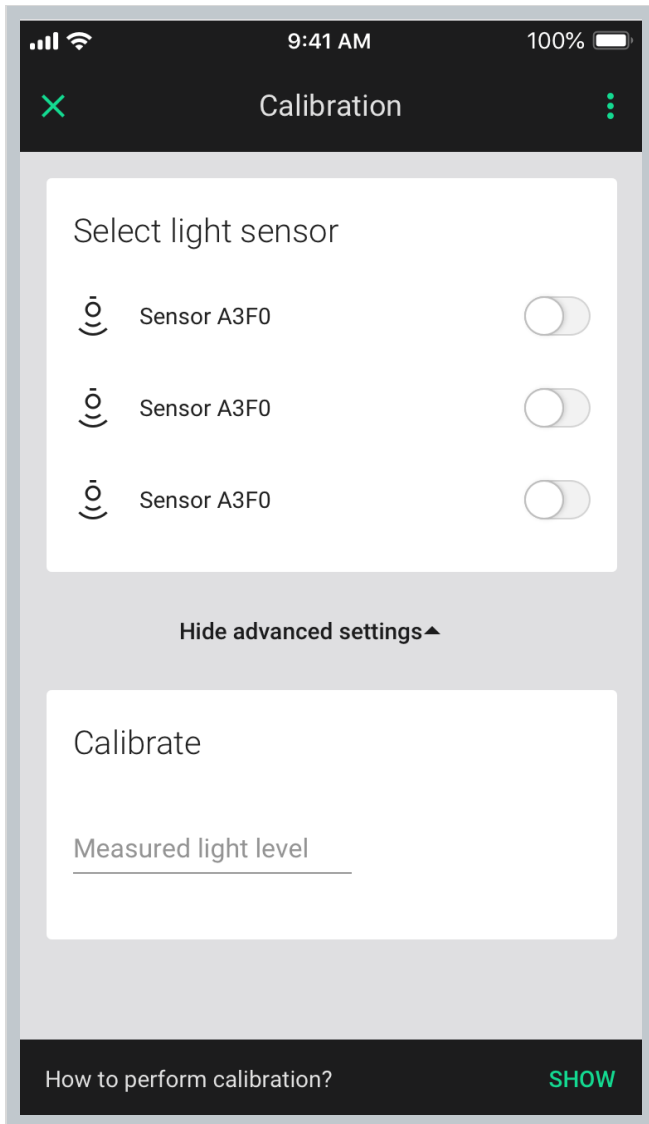 9:41 AM 100%
Calibration
Select light sensor
Sensor A3F0
Sensor A3F0
Sensor A3F0
Hide advanced settings
Calibrate
Measured light level
How to perform calibration? SHOW